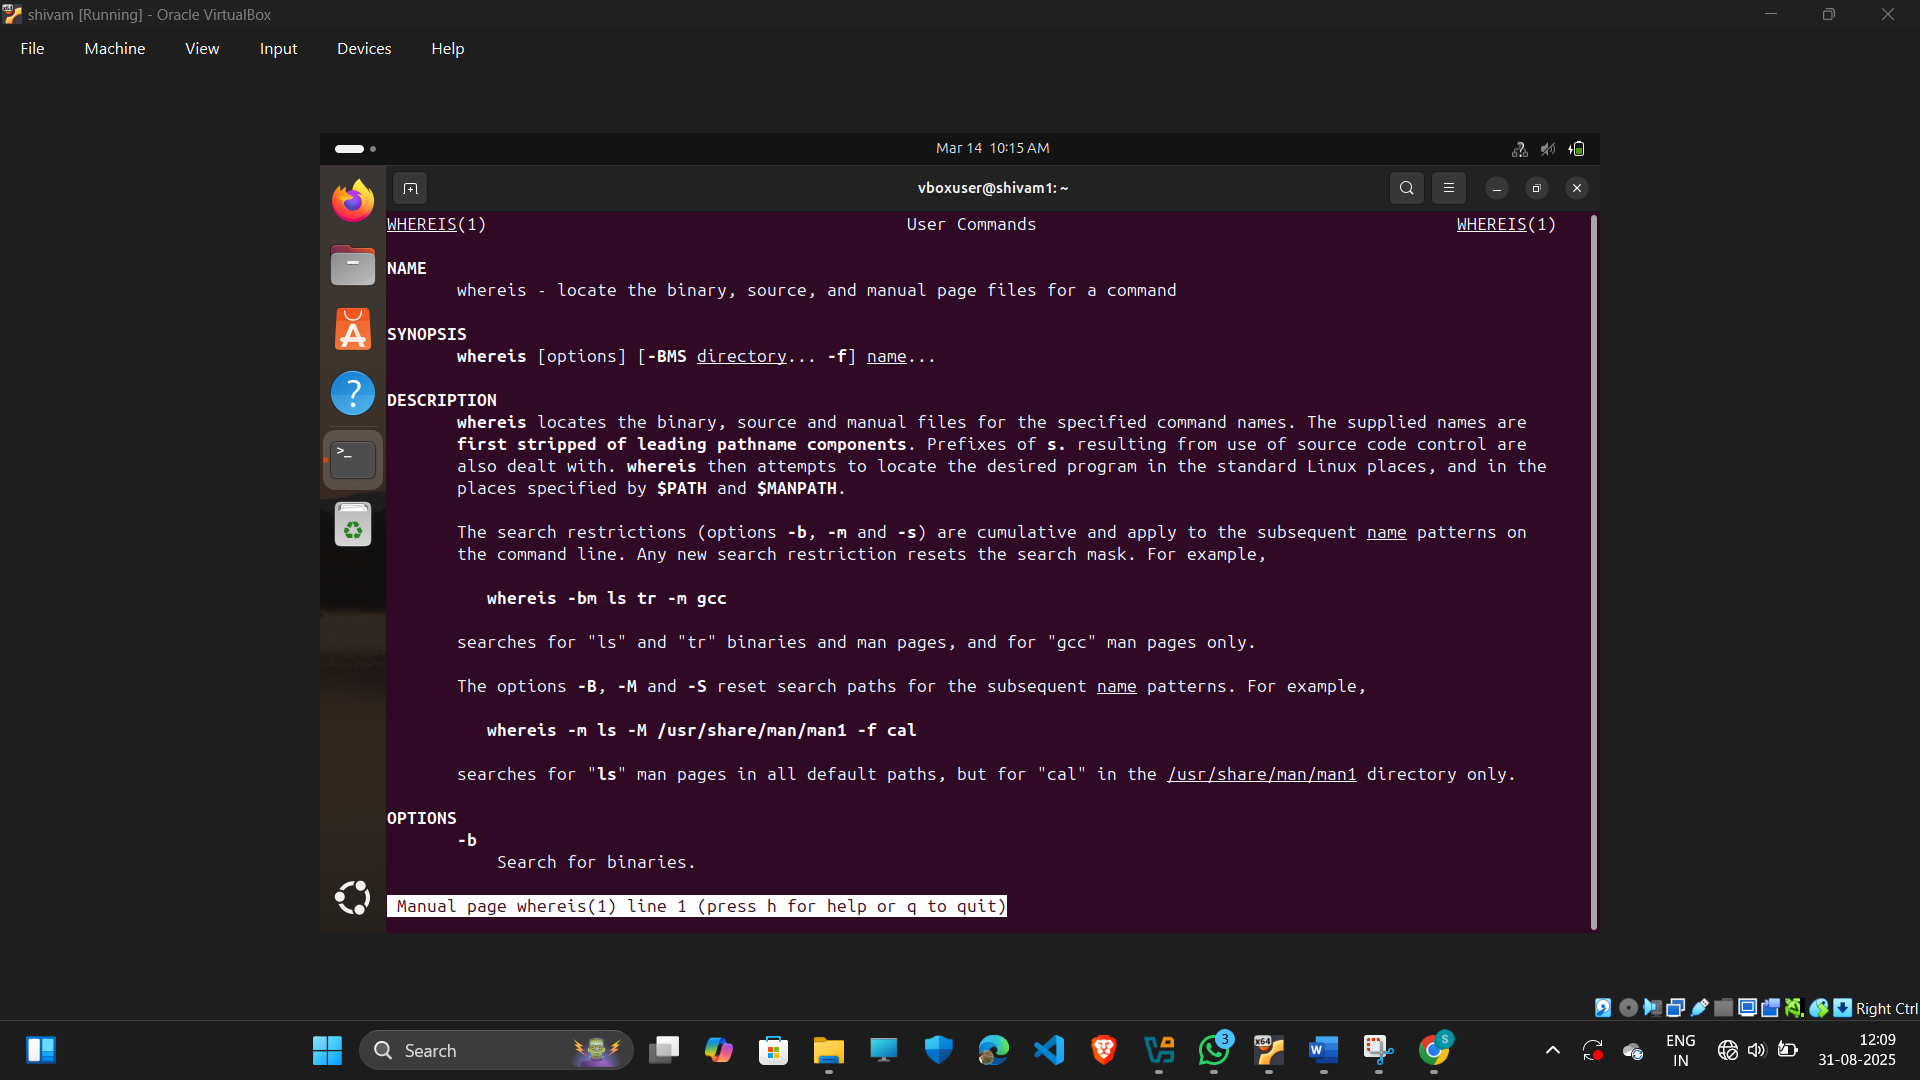 shivam [Running] - Oracle VirtualBox
File Machine View Input Devices Help
Mar 14 10:15 AM
vboxuser@shivam1: ~
WHEREIS(1) User Commands WHEREIS(1)
NAME
whereis - locate the binary, source, and manual page files for a command
SYNOPSIS
whereis [options] [-BMS directory... -f] name...
DESCRIPTION
whereis locates the binary, source and manual files for the specified command names. The supplied names are
first stripped of leading pathname components. Prefixes of s. resulting from use of source code control are
also dealt with. whereis then attempts to locate the desired program in the standard Linux places, and in the
places specified by $PATH and $MANPATH.
The search restrictions (options -b, -m and -s) are cumulative and apply to the subsequent name patterns on
the command line. Any new search restriction resets the search mask. For example,
whereis -bm ls tr -m gcc
searches for "ls" and "tr" binaries and man pages, and for "gcc" man pages only.
The options -B, -M and -S reset search paths for the subsequent name patterns. For example,
whereis -m ls -M /usr/share/man/man1 -f cal
searches for "ls" man pages in all default paths, but for "cal" in the /usr/share/man/man1 directory only.
OPTIONS
-b
Search for binaries.
Manual page whereis(1) line 1 (press h for help or q to quit)
Right Ctrl
Search
3
x64
W
S
ENG
IN
12:09
31-08-2025